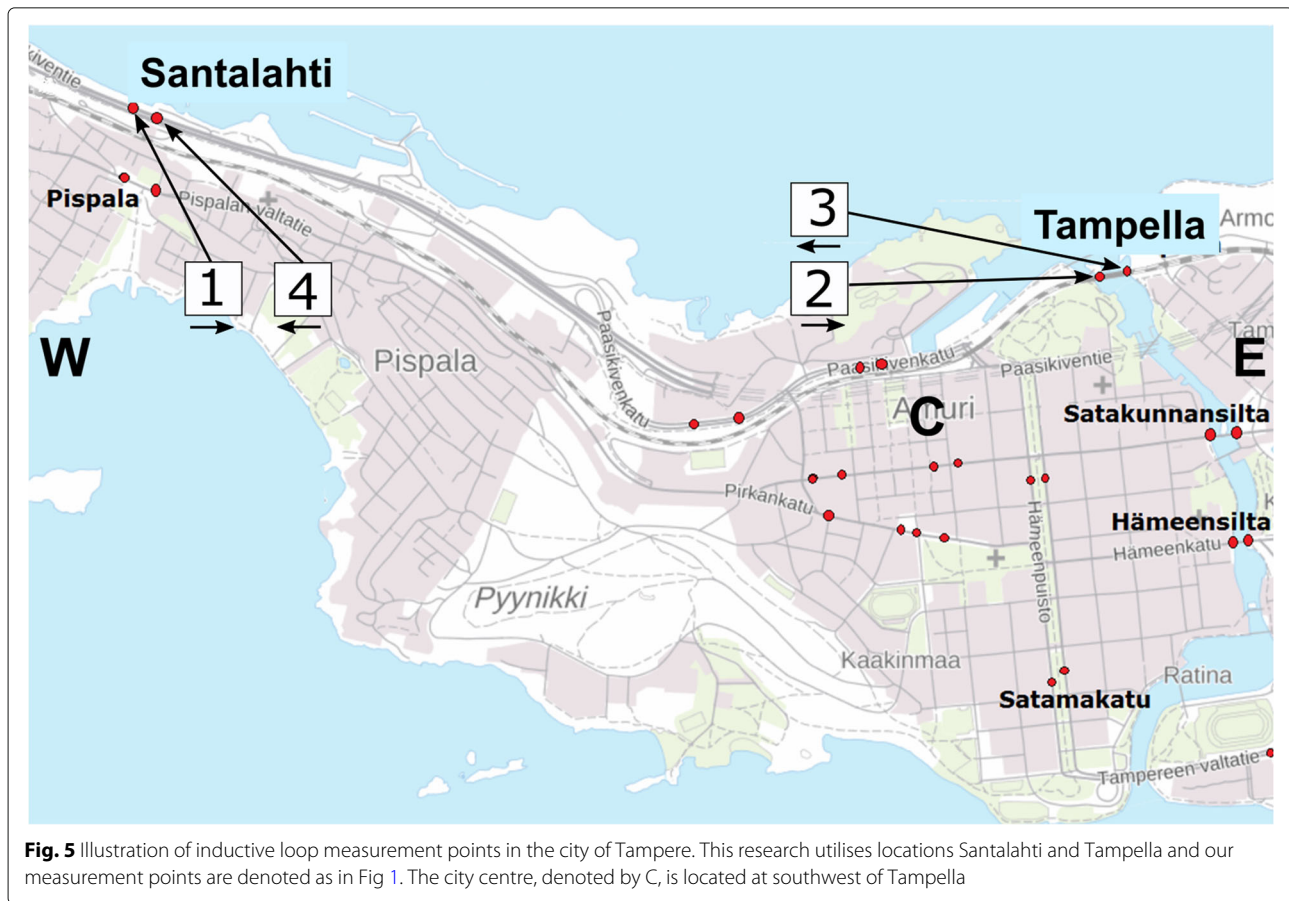 kiventie
Santalahti
Pispala
Pispalan valtatie
1
4
3
2
Tampella
Armo
W
Pispala
Paasikivenkatu
Paasikivenkatu
Paasikiventie
Tam
E
Amuri
C
Satakunnansilta
Pirkankatu
Hämeenpuisto
Hämeensilta
Hämeenkatu
K
Pyynikki
Kaakinmaa
Ratina
Satamakatu
Tampereen valtatie
Fig. 5 Illustration of inductive loop measurement points in the city of Tampere. This research utilises locations Santalahti and Tampella and our
measurement points are denoted as in Fig 1. The city centre, denoted by C, is located at southwest of Tampella